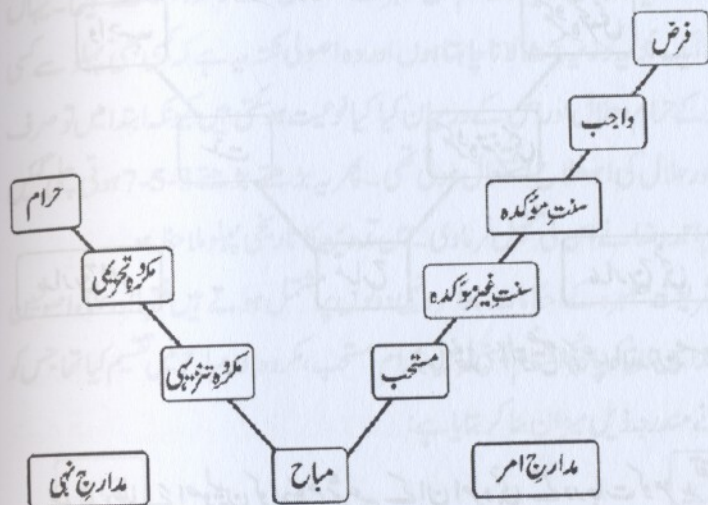 فرض
واجب
سنتِ مؤکدہ
حرام
مکروہِ تحریمی
سنتِ غیر مؤکدہ
مکروہِ تنزیہی
مستحب
مباح
مدارجِ امر
مدارجِ نہی